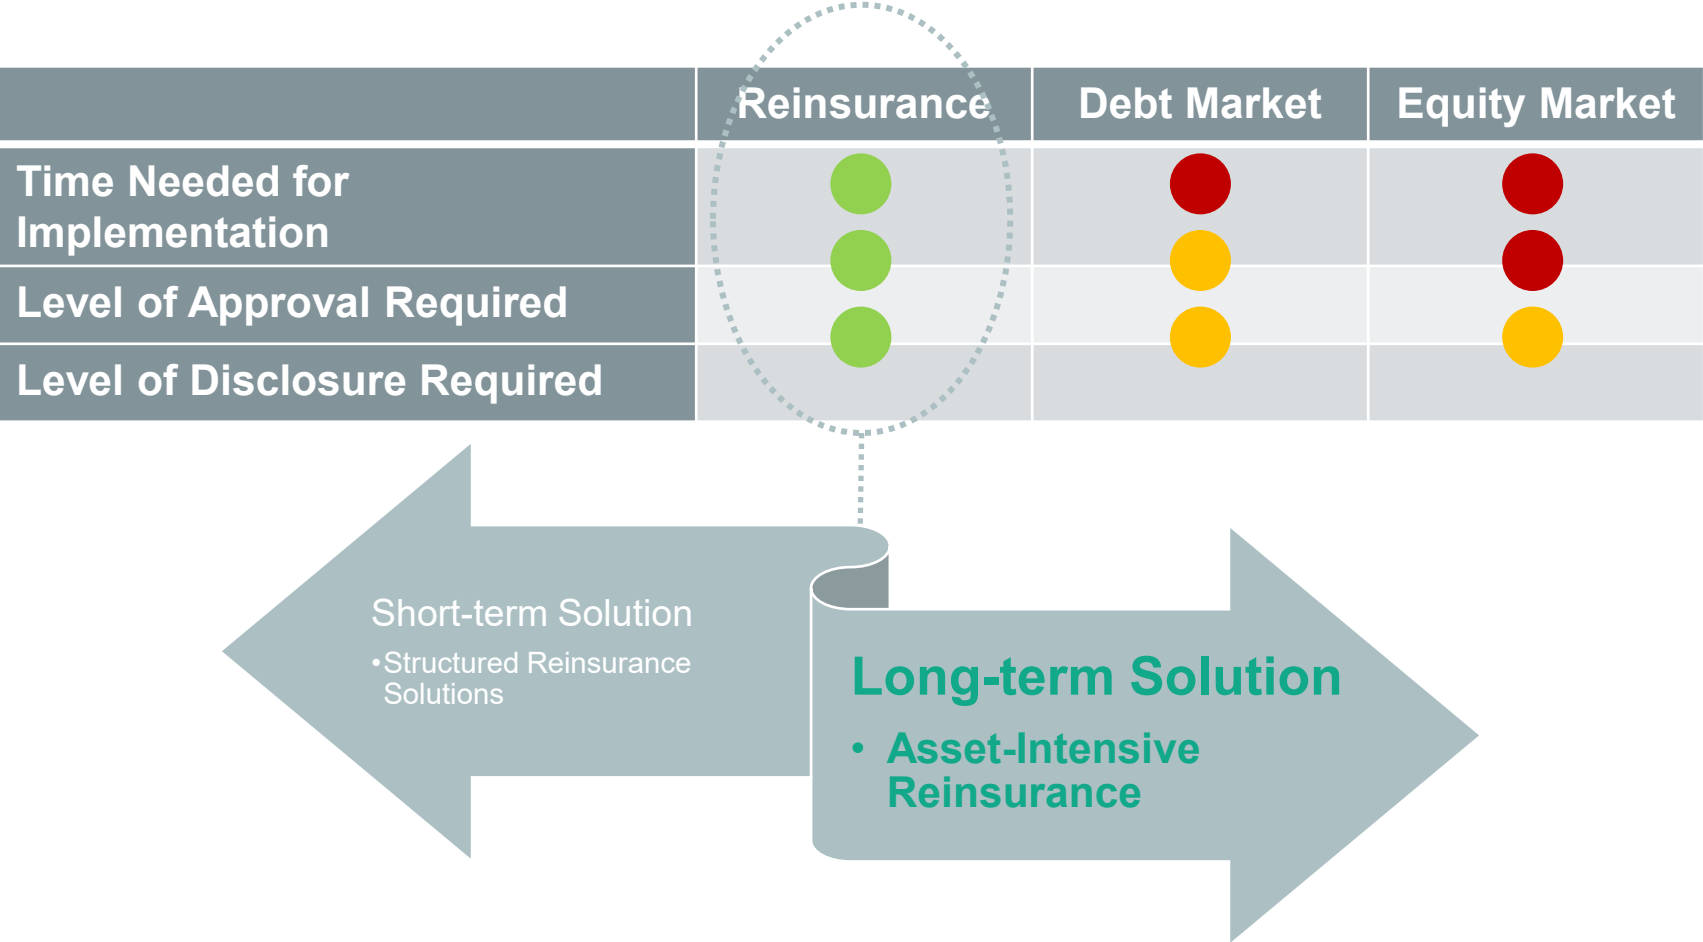 Reinsurance Debt Market Equity Market
Time Needed for
Implementation
Level of Approval Required
Level of Disclosure Required
Short-term Solution
•Structured Reinsurance
Solutions
Long-term Solution
• Asset-Intensive
Reinsurance